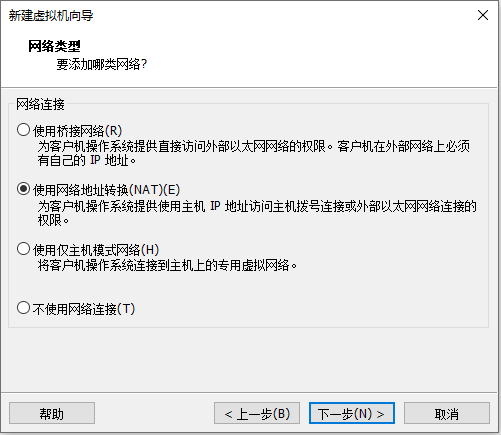 新建虚拟机向导
网络类型
要添加哪类网络?
网络连接
使用桥接网络(R)
为客户机操作系统提供直接访问外部以太网网络的权限。客户机在外部网络上必须
有自己的 IP 地址。
使用网络地址转换(NAT)(E)
为客户机操作系统提供使用主机 IP 地址访问主机拨号连接或外部以太网网络连接的
权限。
使用仅主机模式网络(H)
将客户机操作系统连接到主机上的专用虚拟网络。
不使用网络连接(T)
帮助
< 上一步(B)
下一步(N) >
取消